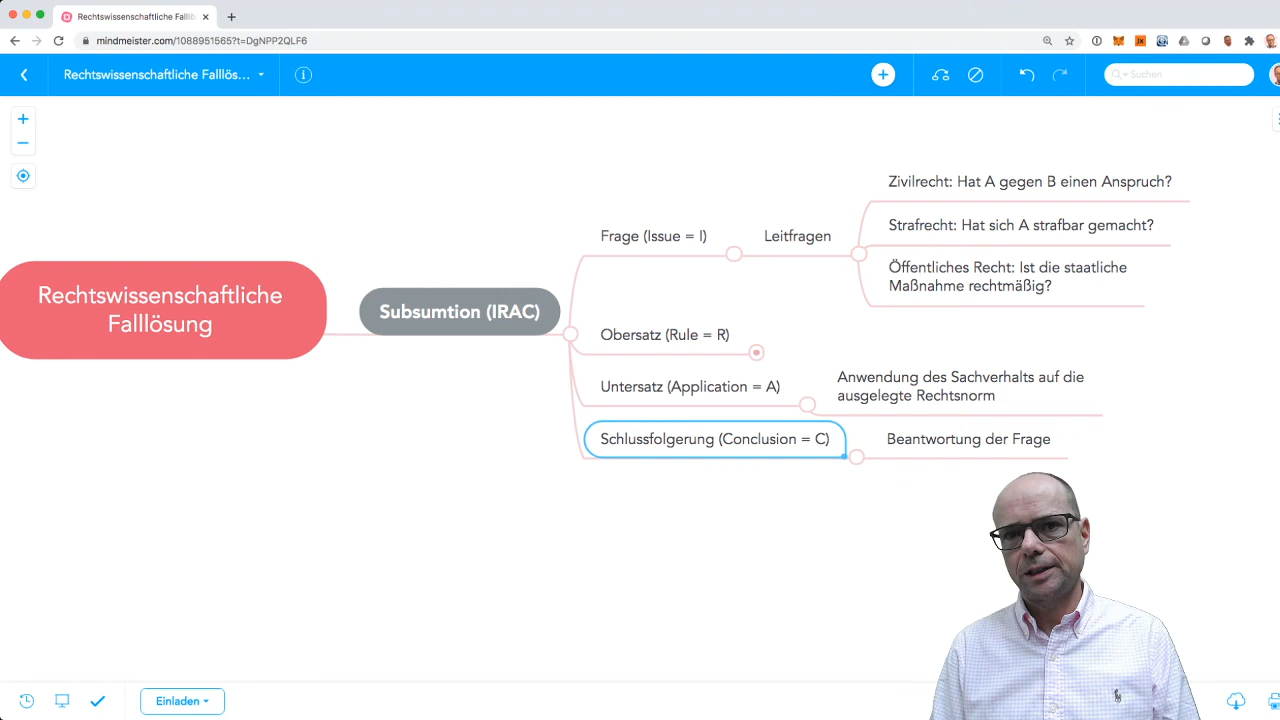 Rechtswissenschaftliche Falllö
mindmeister.com/1088951565?t=DgNPP2QLF6
Rechtswissenschaftliche Falllös...
Suchen
Zivilrecht: Hat A gegen B einen Anspruch?
Strafrecht: Hat sich A strafbar gemacht?
Frage (Issue = I)
Leitfragen
Öffentliches Recht: Ist die staatliche
Maßnahme rechtmäßig?
Rechtswissenschaftliche
Falllösung
Subsumtion (IRAC)
Obersatz (Rule = R)
Untersatz (Application = A)
Anwendung des Sachverhalts auf die
ausgelegte Rechtsnorm
Schlussfolgerung (Conclusion = C)
Beantwortung der Frage
Einladen